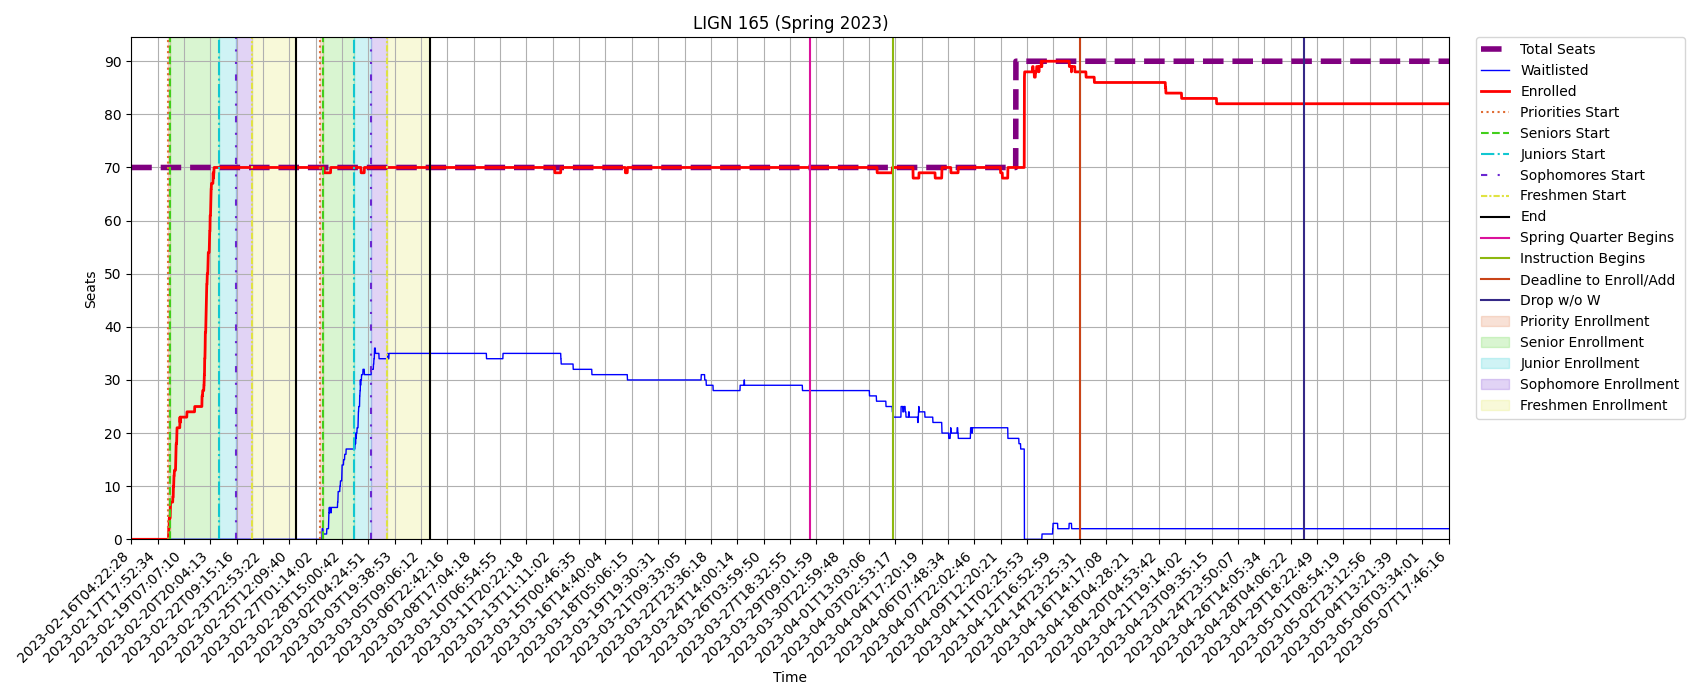 LIGN 165 (Spring 2023)
Seats
90
80
70
60
50
40
30
20
10
0
2023-02-16T04:22:28
2023-02-17T17:52:34
2023-02-19T07:07:10
2023-02-20T20:04:13
2023-02-22T09:15:16
2023-02-23T22:53:22
2023-02-25T12:09:40
2023-02-27T01:14:02
2023-02-28T15:00:42
2023-03-02T04:24:51
2023-03-03T19:38:53
2023-03-05T09:06:12
2023-03-06T22:42:16
2023-03-08T17:04:18
2023-03-10T06:54:55
2023-03-11T20:22:18
2023-03-13T11:11:02
2023-03-15T00:46:35
2023-03-16T14:40:04
2023-03-18T05:06:15
2023-03-19T19:30:31
2023-03-21T09:33:05
2023-03-22T23:36:18
2023-03-24T14:00:14
2023-03-26T03:59:50
2023-03-27T18:32:55
2023-03-29T09:01:59
2023-03-30T22:59:48
2023-04-01T13:03:06
2023-04-03T02:53:17
2023-04-04T17:20:19
2023-04-06T07:48:34
2023-04-07T22:02:46
2023-04-09T12:20:21
2023-04-11T02:25:53
2023-04-12T16:52:59
2023-04-14T23:25:31
2023-04-16T14:17:08
2023-04-18T04:28:21
2023-04-20T04:53:42
2023-04-21T19:14:02
2023-04-23T09:35:15
2023-04-24T23:50:07
2023-04-26T14:05:34
2023-04-28T04:06:22
2023-04-29T18:22:49
2023-05-01T08:54:19
2023-05-02T23:12:56
2023-05-04T13:21:39
2023-05-06T03:34:01
2023-05-07T17:46:16
Time
Total Seats
Waitlisted
Enrolled
Priorities Start
Seniors Start
Juniors Start
Sophomores Start
Freshmen Start
End
Spring Quarter Begins
Instruction Begins
Deadline to Enroll/Add
Drop w/o W
Priority Enrollment
Senior Enrollment
Junior Enrollment
Sophomore Enrollment
Freshmen Enrollment